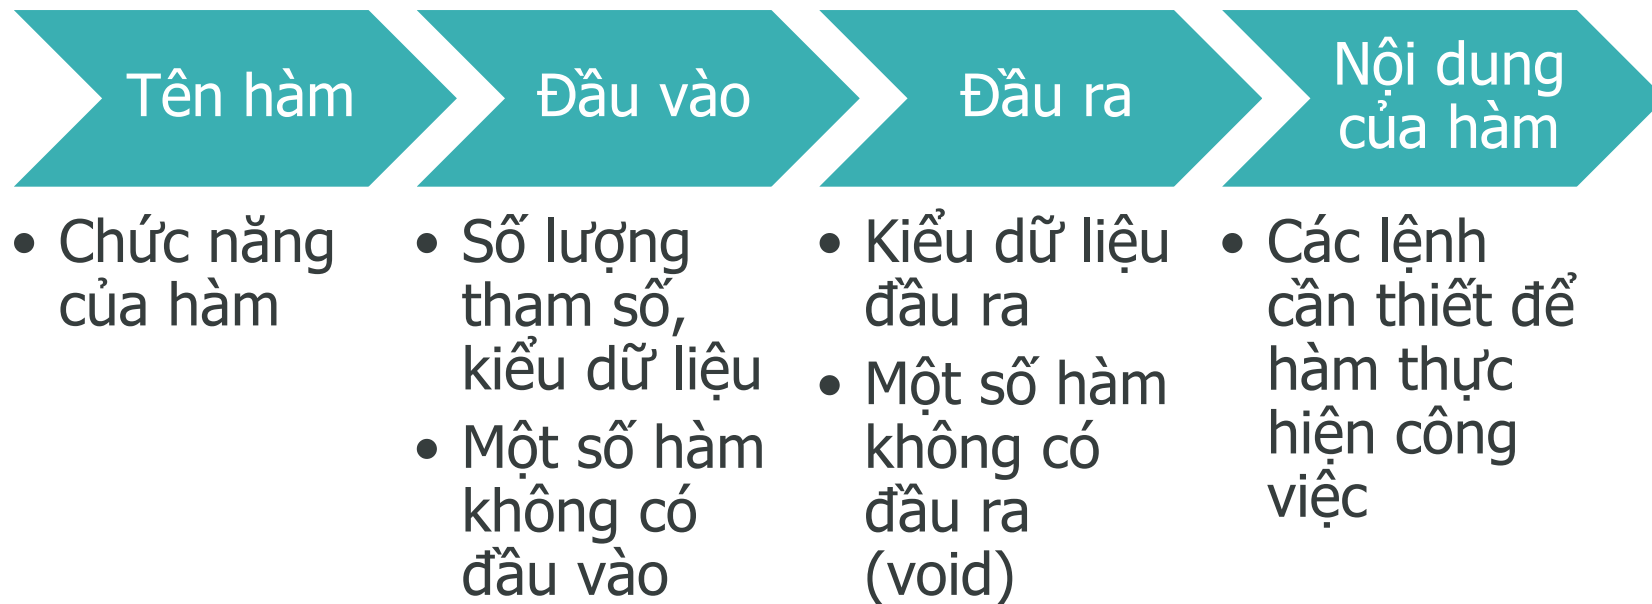 Tên hàm
• Chức năng
của hàm
Đầu vào
• Số lượng
tham số,
kiểu dữ liệu
• Một số hàm
không có
đầu vào
Đầu ra
• Kiểu dữ liệu
đầu ra
• Một số hàm
không có
đầu ra
(void)
Nội dung
của hàm
• Các lệnh
cần thiết để
hàm thực
hiện công
việc